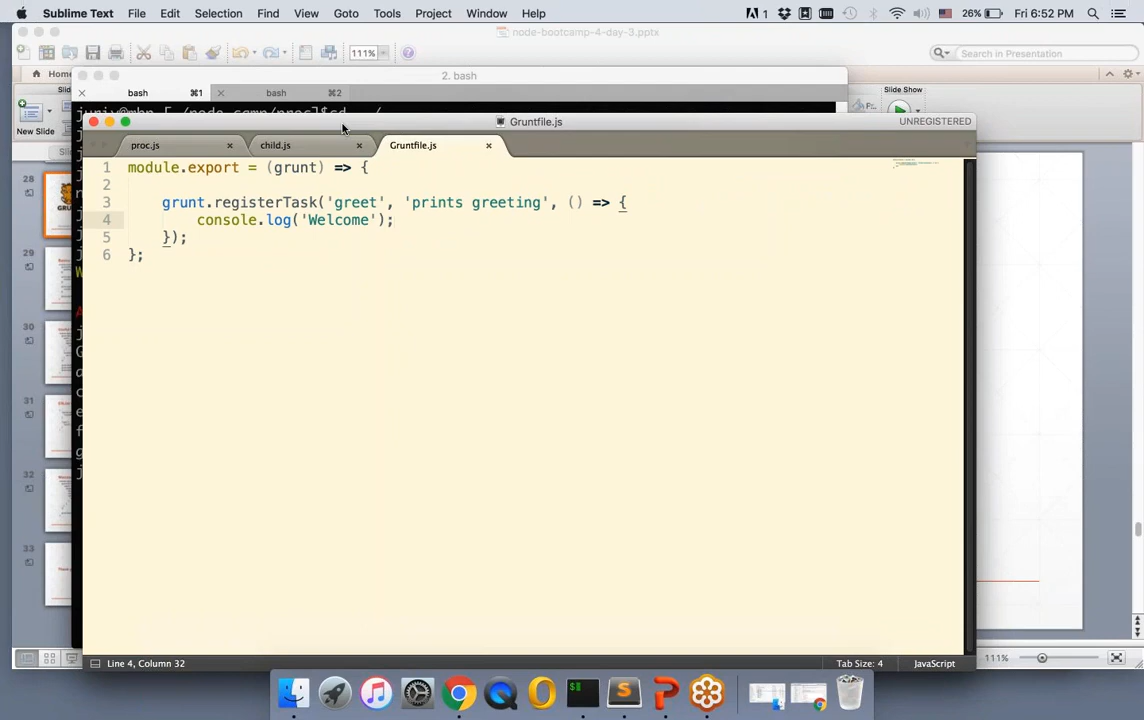 Sublime Text File Edit Selection Find View Goto Tools Project Window Help 1 26% Fri 6:52 PM
node-bootcamp-4-day-3.pptx
111% Search in Presentation
Home 2. bash
bash ⌘1 bash ⌘2
Slide Show
New Slide
Gruntfile.js UNREGISTERED
proc.js child.js Gruntfile.js
1 module.export = (grunt) => {
2
3 grunt.registerTask('greet', 'prints greeting', () => {
4 console.log('Welcome');
5 });
6 };
28
29
30
31
32
33
Line 4, Column 32 Tab Size: 4 JavaScript
111%